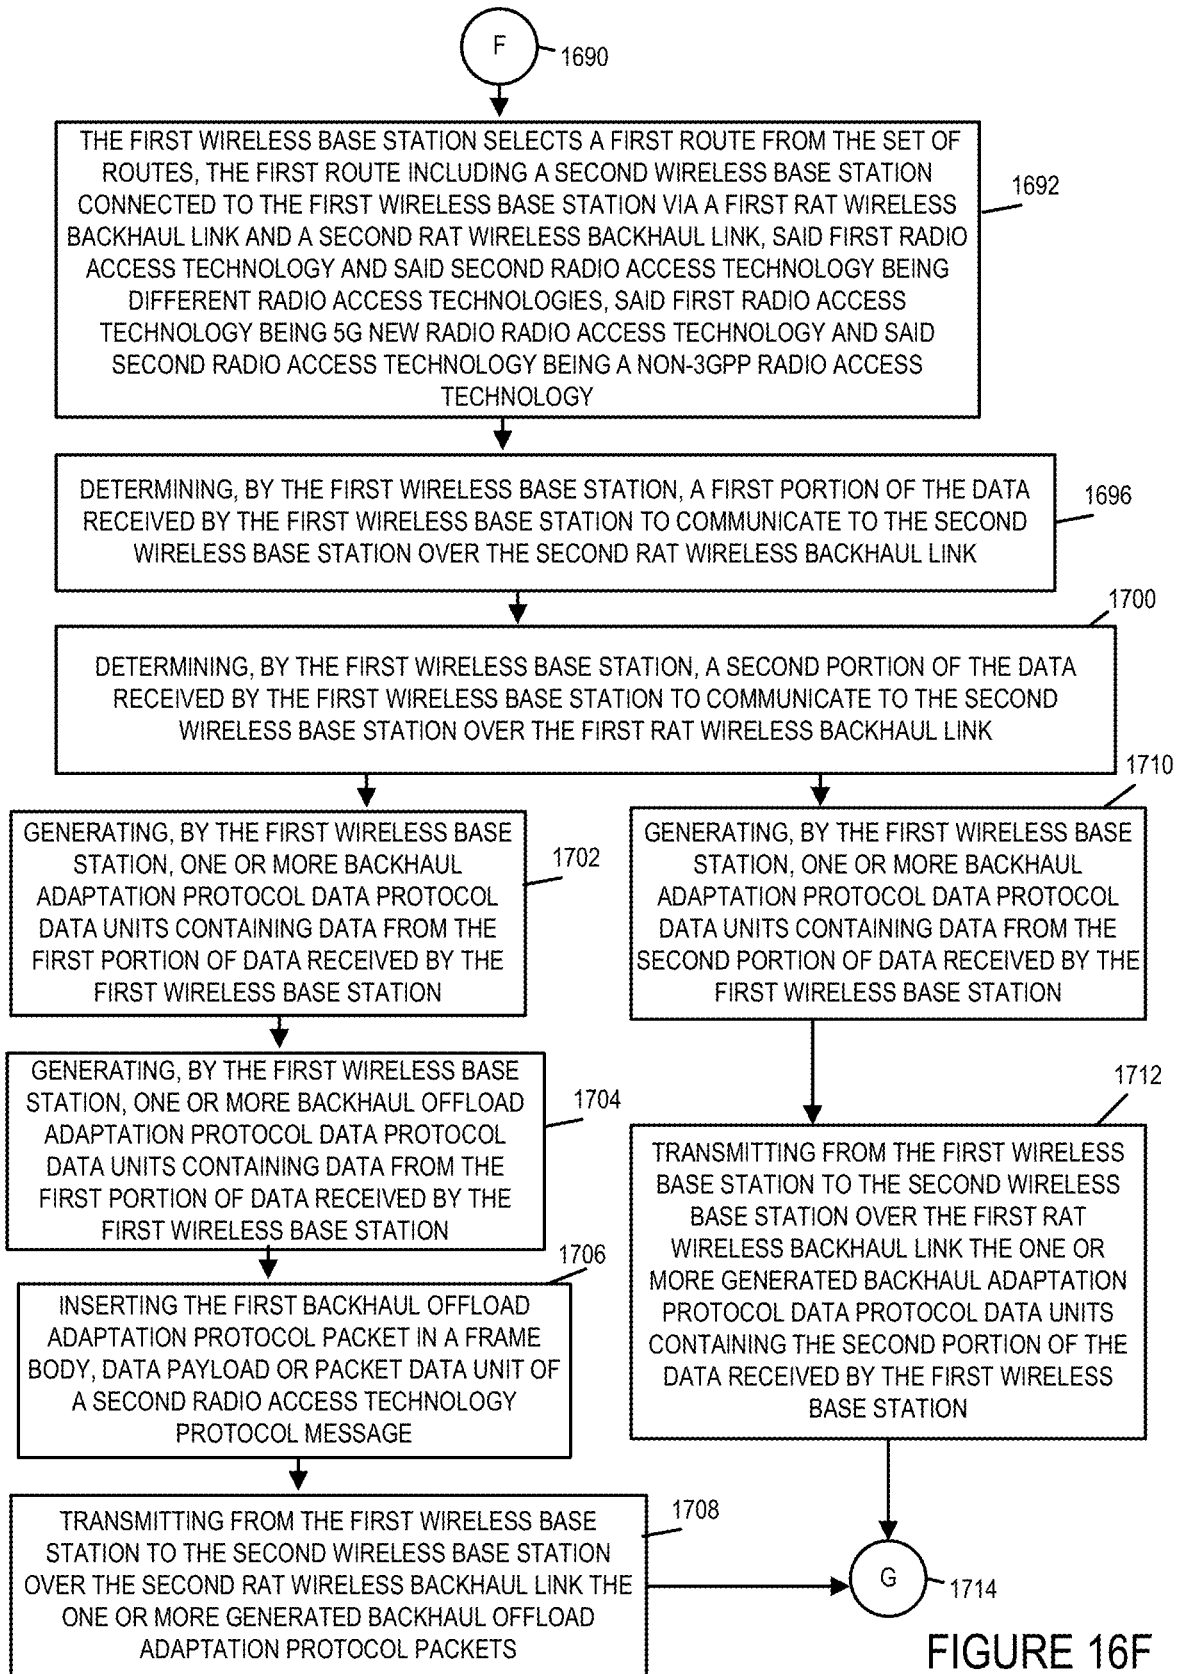 F
1690
THE FIRST WIRELESS BASE STATION SELECTS A FIRST ROUTE FROM THE SET OF
ROUTES, THE FIRST ROUTE INCLUDING A SECOND WIRELESS BASE STATION
CONNECTED TO THE FIRST WIRELESS BASE STATION VIA A FIRST RAT WIRELESS
BACKHAUL LINK AND A SECOND RAT WIRELESS BACKHAUL LINK, SAID FIRST RADIO
ACCESS TECHNOLOGY AND SAID SECOND RADIO ACCESS TECHNOLOGY BEING
DIFFERENT RADIO ACCESS TECHNOLOGIES, SAID FIRST RADIO ACCESS
TECHNOLOGY BEING 5G NEW RADIO RADIO ACCESS TECHNOLOGY AND SAID
SECOND RADIO ACCESS TECHNOLOGY BEING A NON-3GPP RADIO ACCESS
TECHNOLOGY
1692
DETERMINING, BY THE FIRST WIRELESS BASE STATION, A FIRST PORTION OF THE DATA
RECEIVED BY THE FIRST WIRELESS BASE STATION TO COMMUNICATE TO THE SECOND
WIRELESS BASE STATION OVER THE SECOND RAT WIRELESS BACKHAUL LINK
1696
1700
DETERMINING, BY THE FIRST WIRELESS BASE STATION, A SECOND PORTION OF THE DATA
RECEIVED BY THE FIRST WIRELESS BASE STATION TO COMMUNICATE TO THE SECOND
WIRELESS BASE STATION OVER THE FIRST RAT WIRELESS BACKHAUL LINK
GENERATING, BY THE FIRST WIRELESS BASE
STATION, ONE OR MORE BACKHAUL
ADAPTATION PROTOCOL DATA PROTOCOL
DATA UNITS CONTAINING DATA FROM THE
FIRST PORTION OF DATA RECEIVED BY THE
FIRST WIRELESS BASE STATION
1702
GENERATING, BY THE FIRST WIRELESS BASE
STATION, ONE OR MORE BACKHAUL OFFLOAD
ADAPTATION PROTOCOL DATA PROTOCOL
DATA UNITS CONTAINING DATA FROM THE
FIRST PORTION OF DATA RECEIVED BY THE
FIRST WIRELESS BASE STATION
1704
1706
INSERTING THE FIRST BACKHAUL OFFLOAD
ADAPTATION PROTOCOL PACKET IN A FRAME
BODY, DATA PAYLOAD OR PACKET DATA UNIT OF
A SECOND RADIO ACCESS TECHNOLOGY
PROTOCOL MESSAGE
TRANSMITTING FROM THE FIRST WIRELESS BASE
STATION TO THE SECOND WIRELESS BASE STATION
OVER THE SECOND RAT WIRELESS BACKHAUL LINK THE
ONE OR MORE GENERATED BACKHAUL OFFLOAD
ADAPTATION PROTOCOL PACKETS
1708
1710
GENERATING, BY THE FIRST WIRELESS BASE
STATION, ONE OR MORE BACKHAUL
ADAPTATION PROTOCOL DATA PROTOCOL
DATA UNITS CONTAINING DATA FROM THE
SECOND PORTION OF DATA RECEIVED BY THE
FIRST WIRELESS BASE STATION
1712
TRANSMITTING FROM THE FIRST WIRELESS
BASE STATION TO THE SECOND WIRELESS
BASE STATION OVER THE FIRST RAT
WIRELESS BACKHAUL LINK THE ONE OR
MORE GENERATED BACKHAUL ADAPTATION
PROTOCOL DATA PROTOCOL DATA UNITS
CONTAINING THE SECOND PORTION OF THE
DATA RECEIVED BY THE FIRST WIRELESS
BASE STATION
G
1714
FIGURE 16F